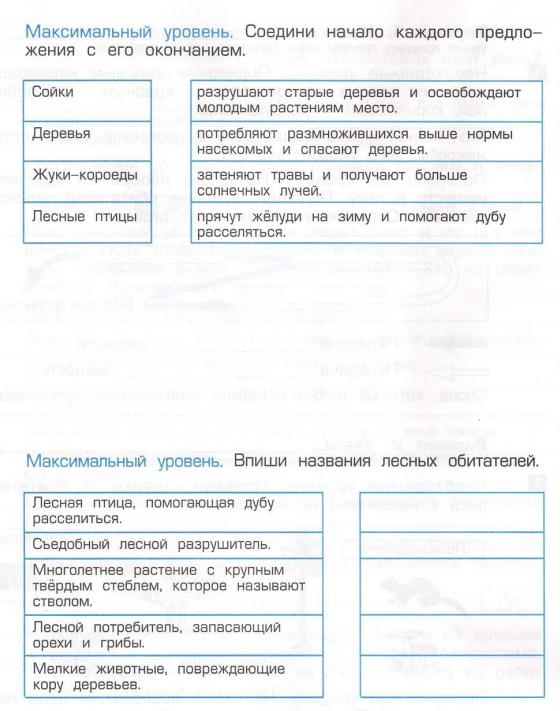 Максимальный уровень. Соедини начало каждого предло-
жения с его окончанием.
Сойки
разрушают старые деревья и освобождают
молодым растениям место.
Деревья
потребляют размножившихся выше нормы
насекомых и спасают деревья.
Жуки-короеды
затеняют травы и получают больше
солнечных лучей.
Лесные птицы
прячут жёлуди на зиму и помогают дубу
расселяться.
Максимальный уровень. Впиши названия лесных обитателей.
Лесная птица, помогающая дубу
расселиться.
Съедобный лесной разрушитель.
Многолетнее растение с крупным
твёрдым стеблем, которое называют
стволом.
Лесной потребитель, запасающий
орехи и грибы.
Мелкие животные, повреждающие
кору деревьев.